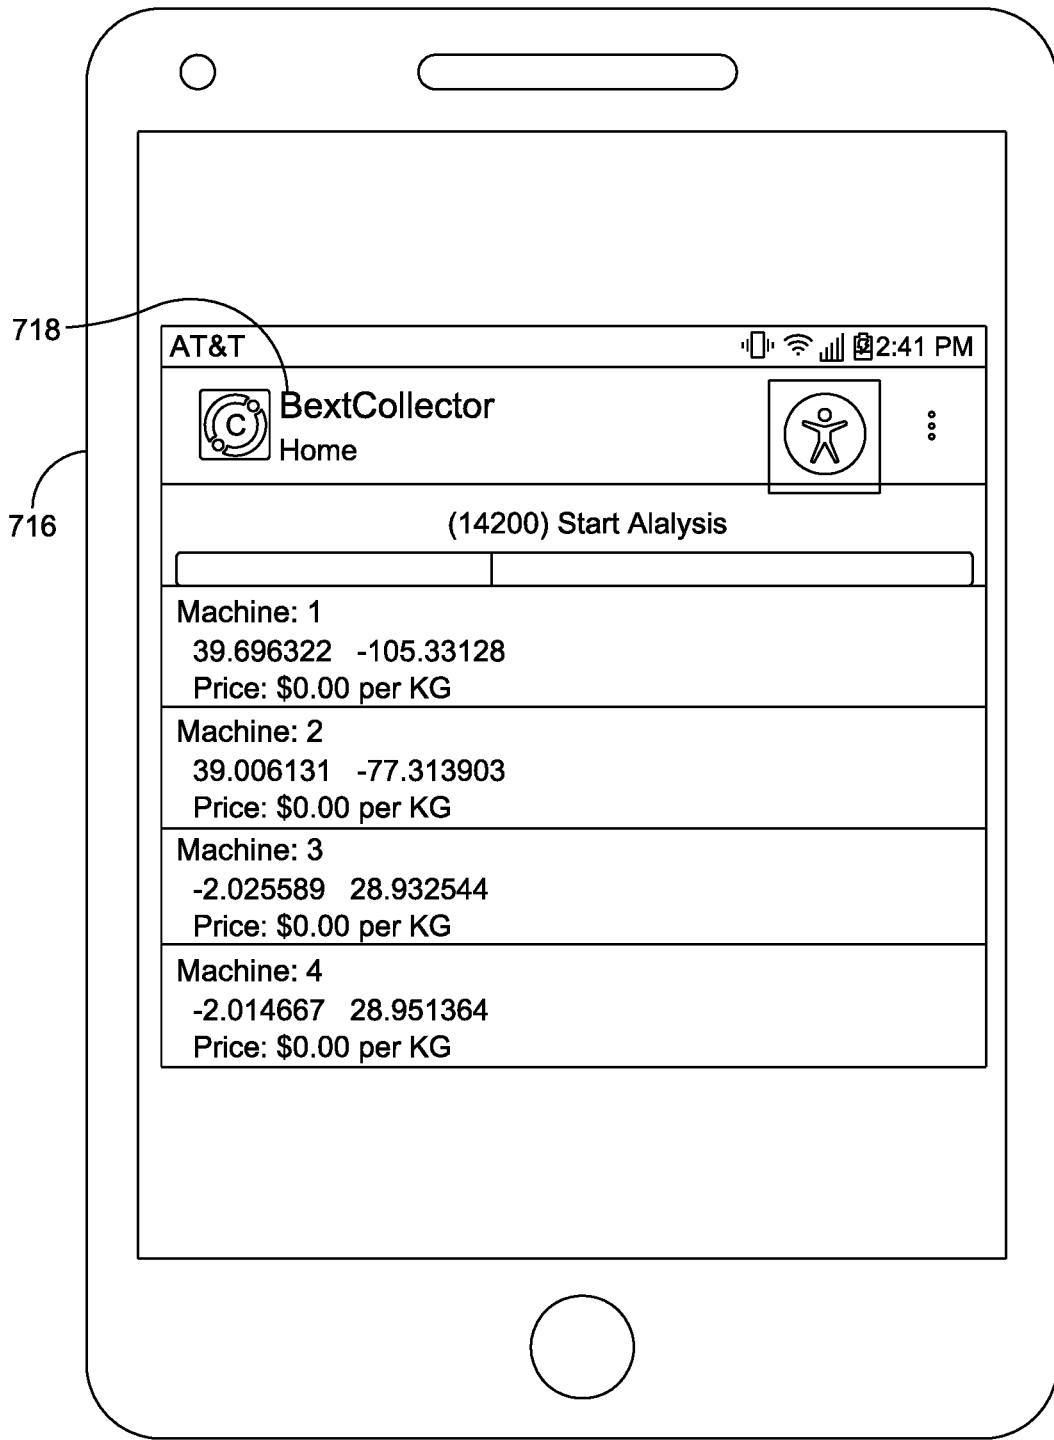 718
AT&T 2:41 PM
C
BextCollector
Home
716
(14200) Start Alalysis
Machine: 1
39.696322 -105.33128
Price: $0.00 per KG
Machine: 2
39.006131 -77.313903
Price: $0.00 per KG
Machine: 3
-2.025589 28.932544
Price: $0.00 per KG
Machine: 4
-2.014667 28.951364
Price: $0.00 per KG